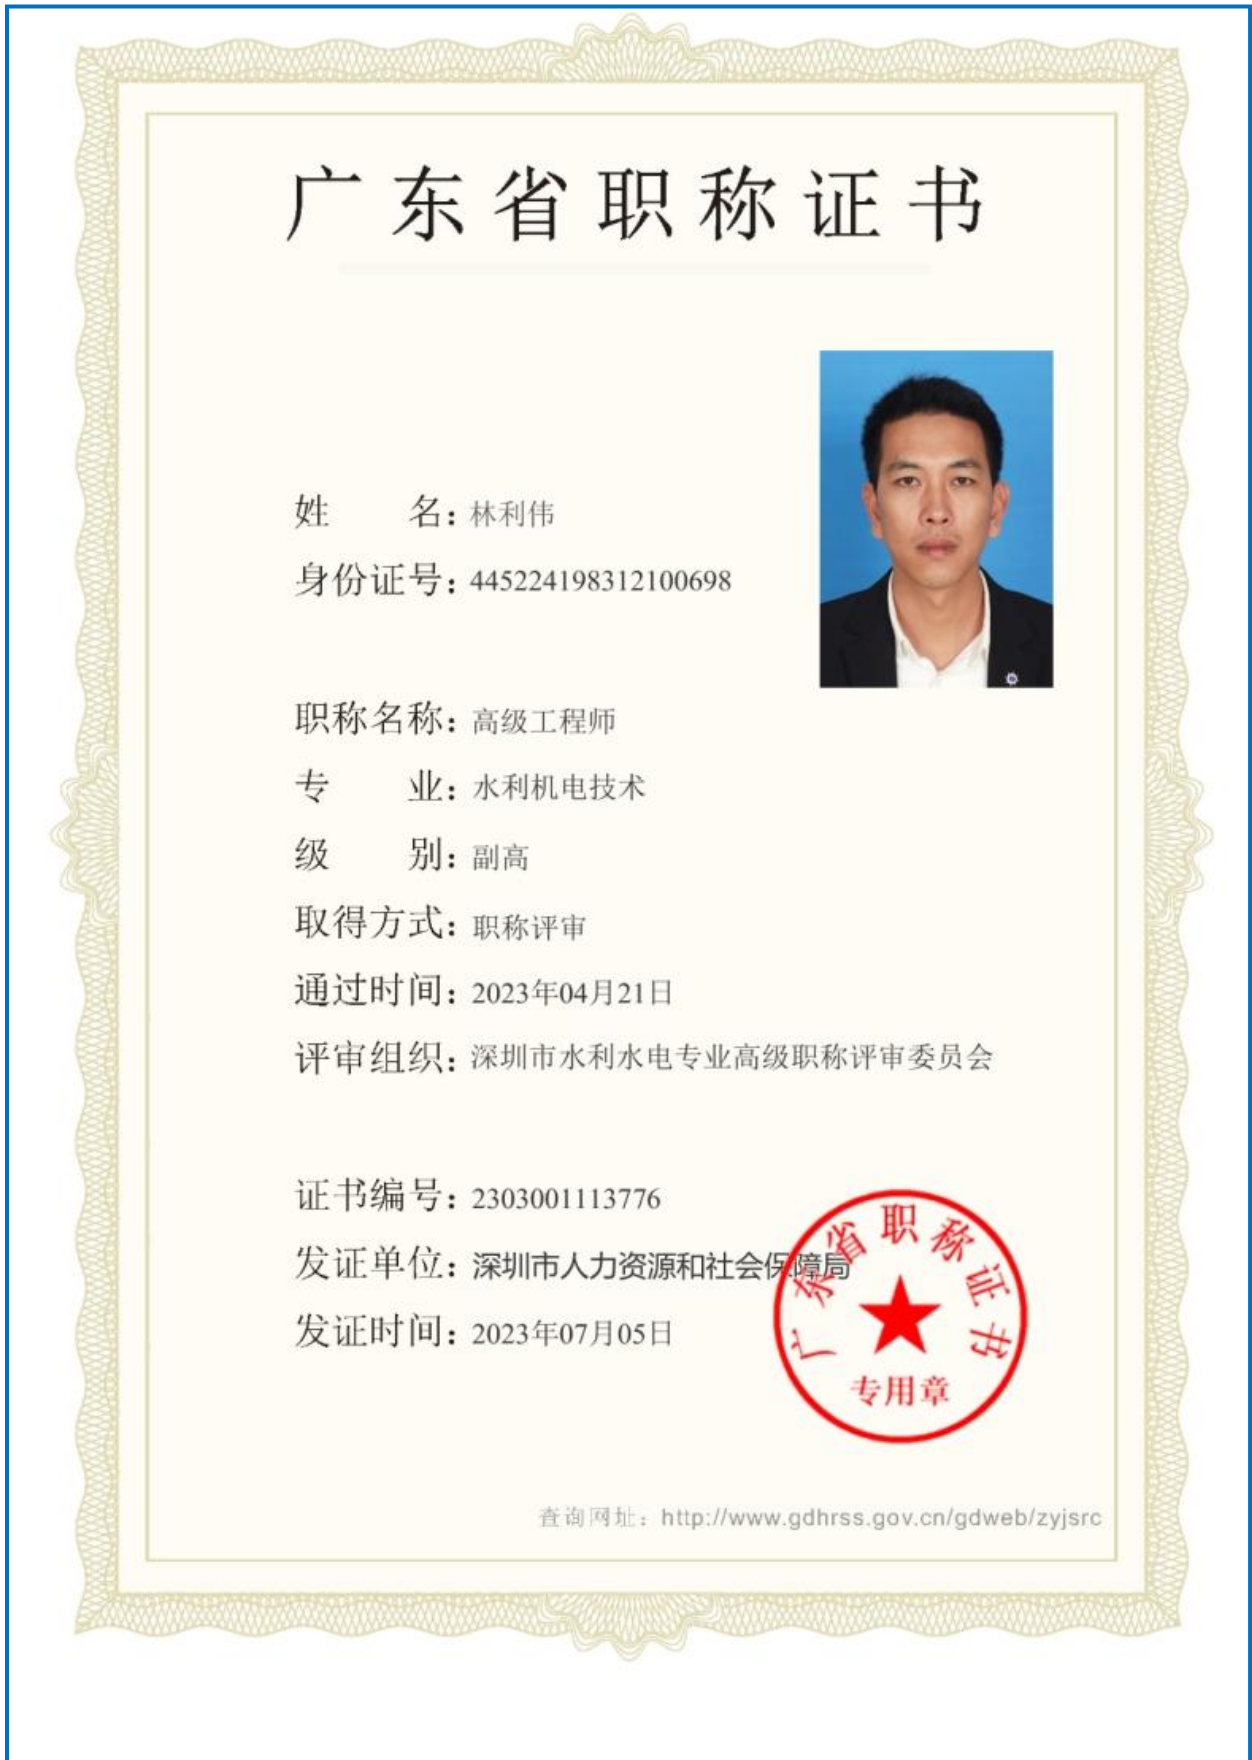 广东省职称证书
姓 名：林利伟
身份证号：445224198312100698
职称名称：高级工程师
专 业：水利机电技术
级 别：副高
取得方式：职称评审
通过时间：2023年04月21日
评审组织：深圳市水利水电专业高级职称评审委员会
证书编号：2303001113776
发证单位：深圳市人力资源和社会保障局
发证时间：2023年07月05日
广东省职称证书
专用章
查询网址：http://www.gdhrss.gov.cn/gdweb/zyjsrc